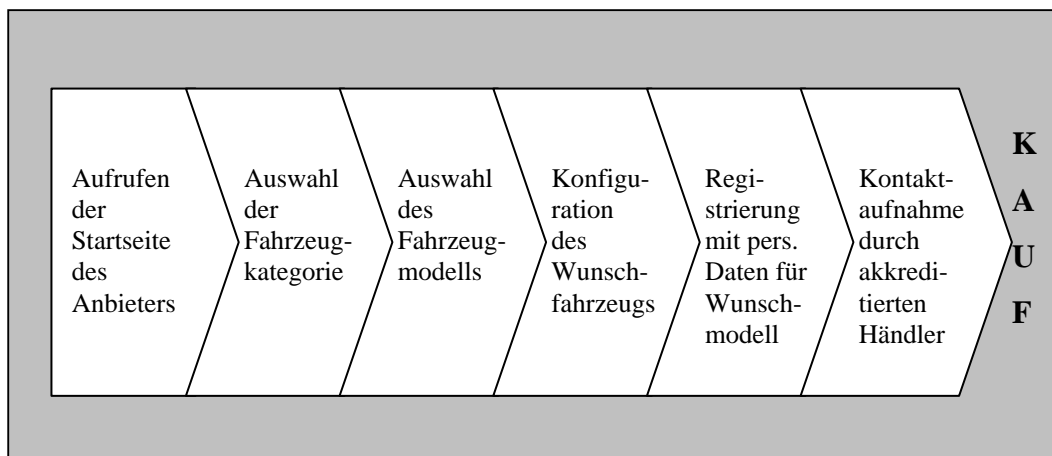 Aufrufen
der
Startseite
des
Anbieters
Auswahl
der
Fahrzeug-
kategorie
Auswahl
des
Fahrzeug-
modells
Konfigu-
ration
des
Wunsch-
fahrzeugs
Regi-
strierung
mit pers.
Daten für
Wunsch-
modell
Kontakt-
aufnahme
durch
akkredi-
tierten
Händler
K
A
U
F